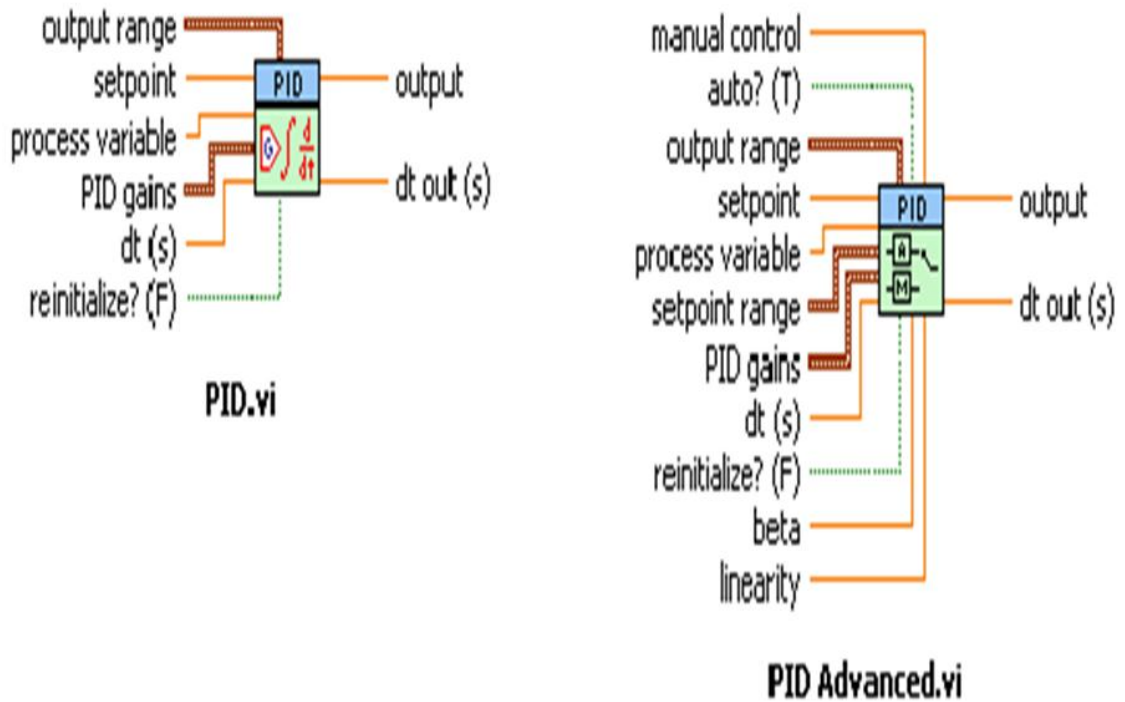 output range
setpoint
process variable
PID gains
dt (s)
reinitialize? (F)
PID
G
d
dt
output
dt out (s)
PID.vi
manual control
auto? (T)
output range
setpoint
process variable
setpoint range
PID gains
dt (s)
reinitialize? (F)
beta
linearity
PID
A
M
output
dt out (s)
PID Advanced.vi